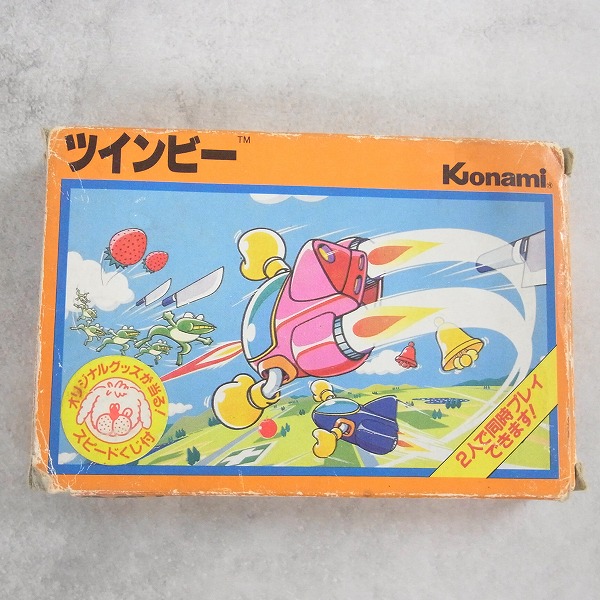 ツインビー™
Konami®
オリジナルグッズが当る!
スピードくじ付
2人で同時プレイ
できます!